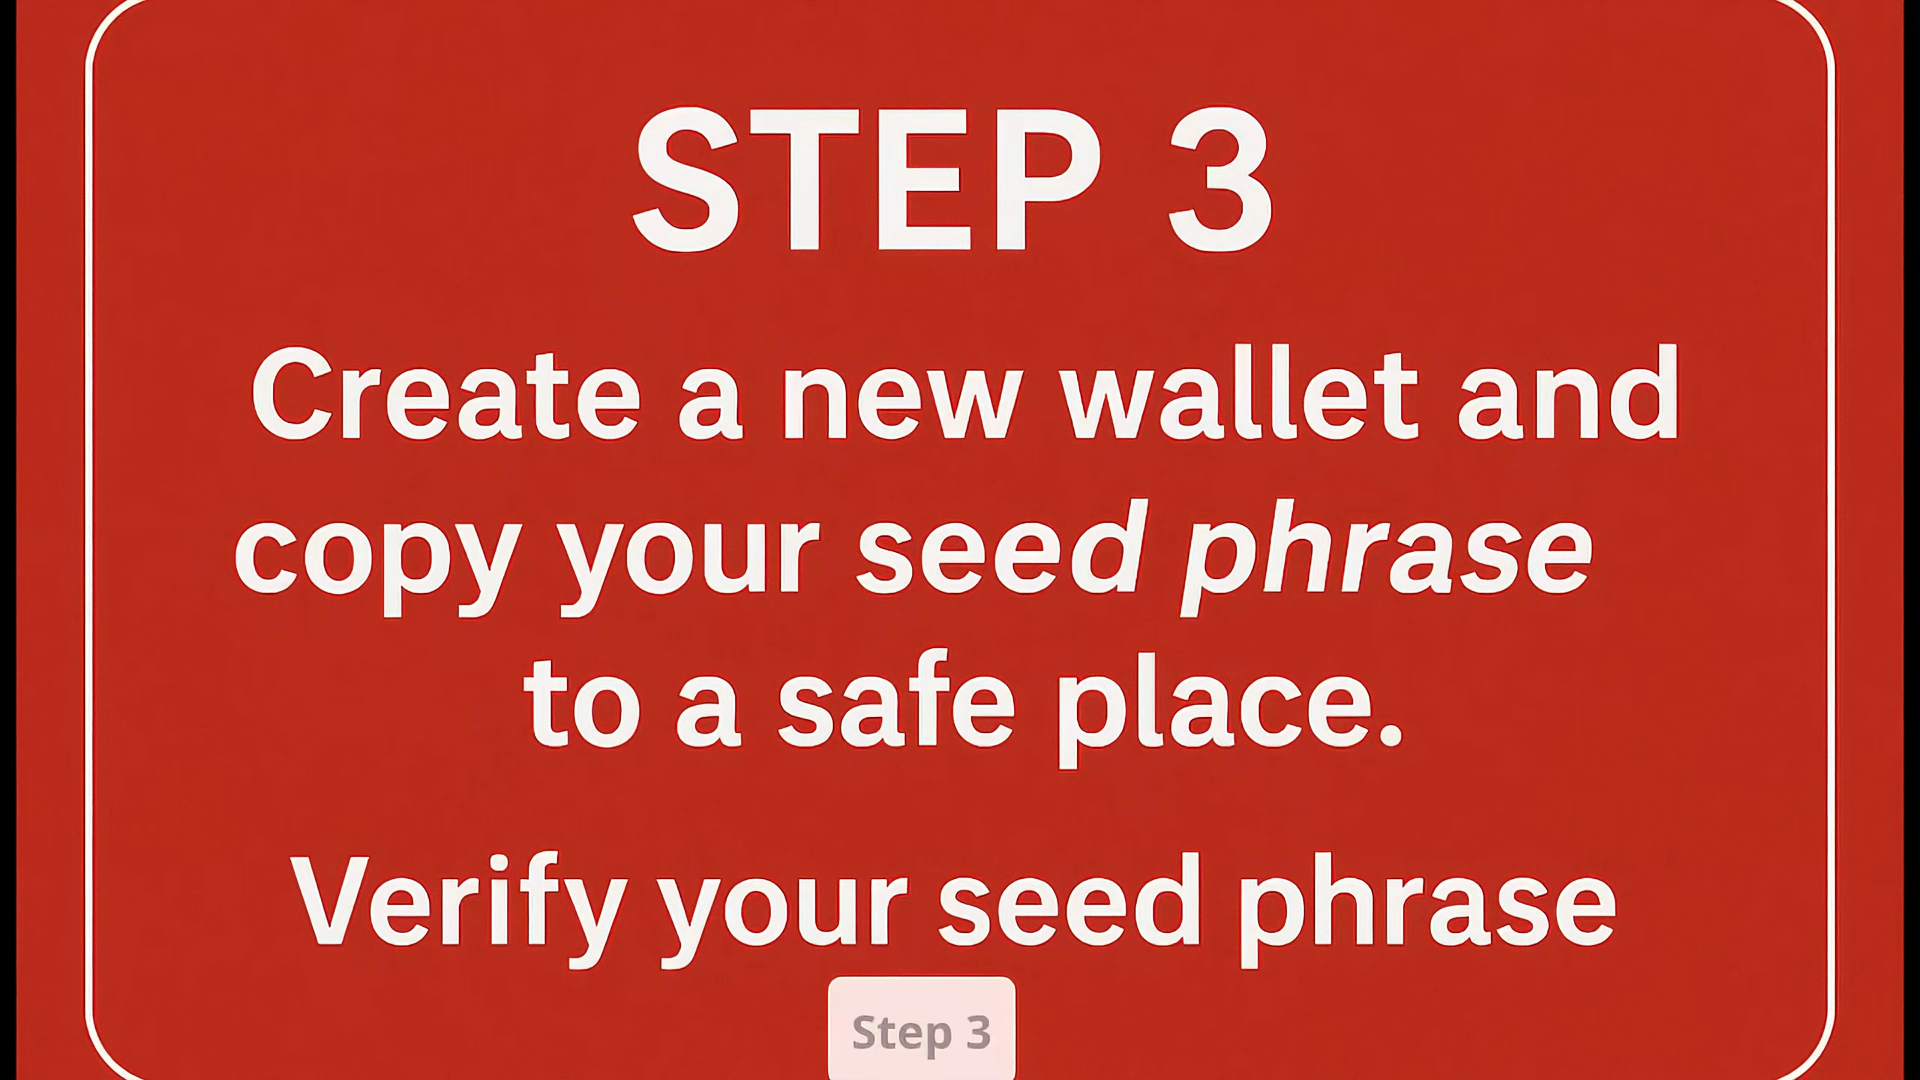 STEP 3
Create a new wallet and
copy your seed phrase
to a safe place.
Verify your seed phrase
Step 3